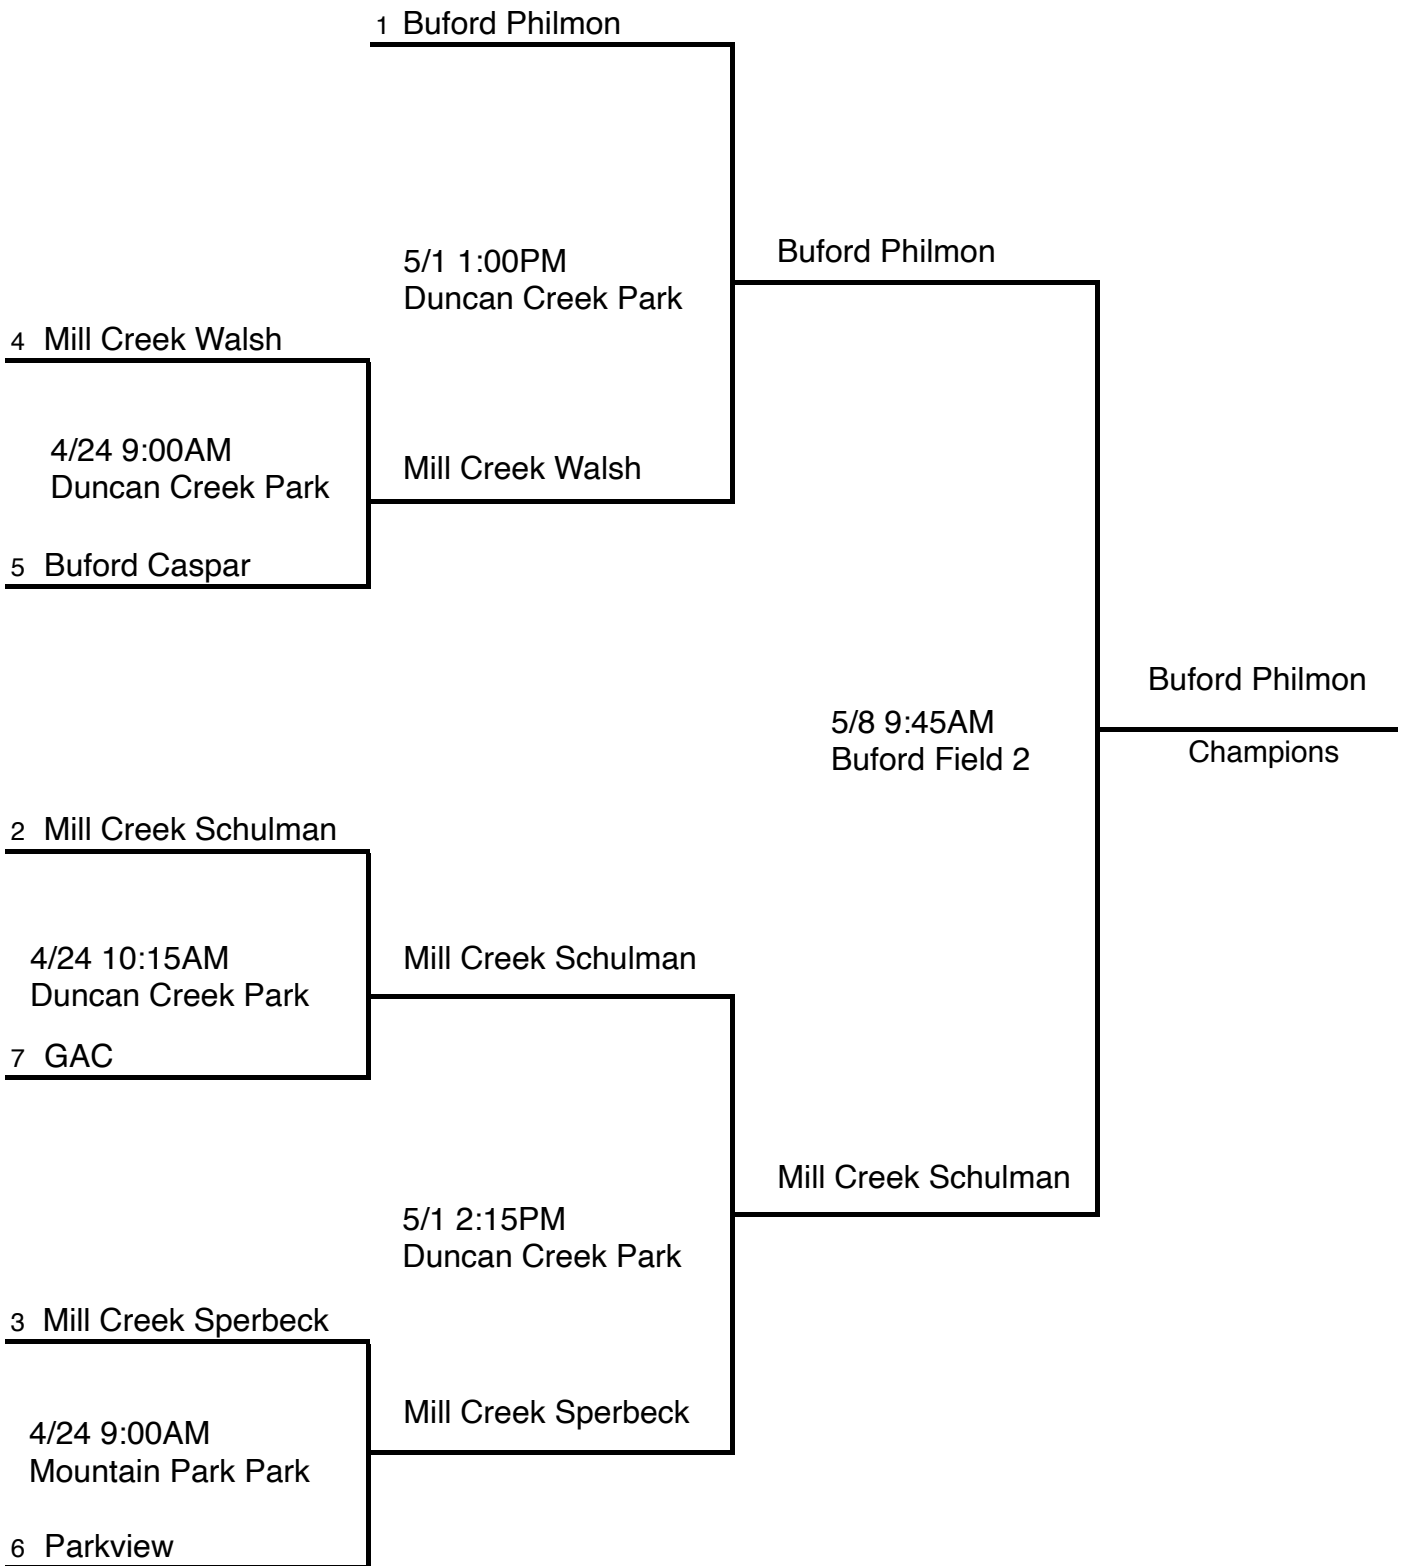 1 Buford Philmon
5/1 1:00PM
Duncan Creek Park
Buford Philmon
4 Mill Creek Walsh
4/24 9:00AM
Duncan Creek Park
Mill Creek Walsh
5 Buford Caspar
Buford Philmon
Champions
5/8 9:45AM
Buford Field 2
2 Mill Creek Schulman
4/24 10:15AM
Duncan Creek Park
Mill Creek Schulman
7 GAC
Mill Creek Schulman
5/1 2:15PM
Duncan Creek Park
3 Mill Creek Sperbeck
4/24 9:00AM
Mountain Park Park
Mill Creek Sperbeck
6 Parkview